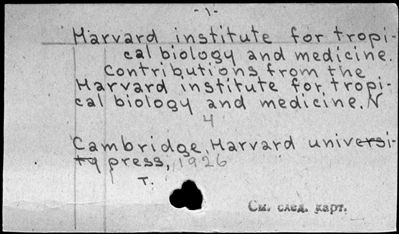 -1-
Harvard institute for tropi-
cal biology and medicine.
Contributions from the
Harvard institute for tropi-
cal biology and medicine. N
4
Cambridge, Harvard universi-
ty press, 1926
т.
См. след. карт.